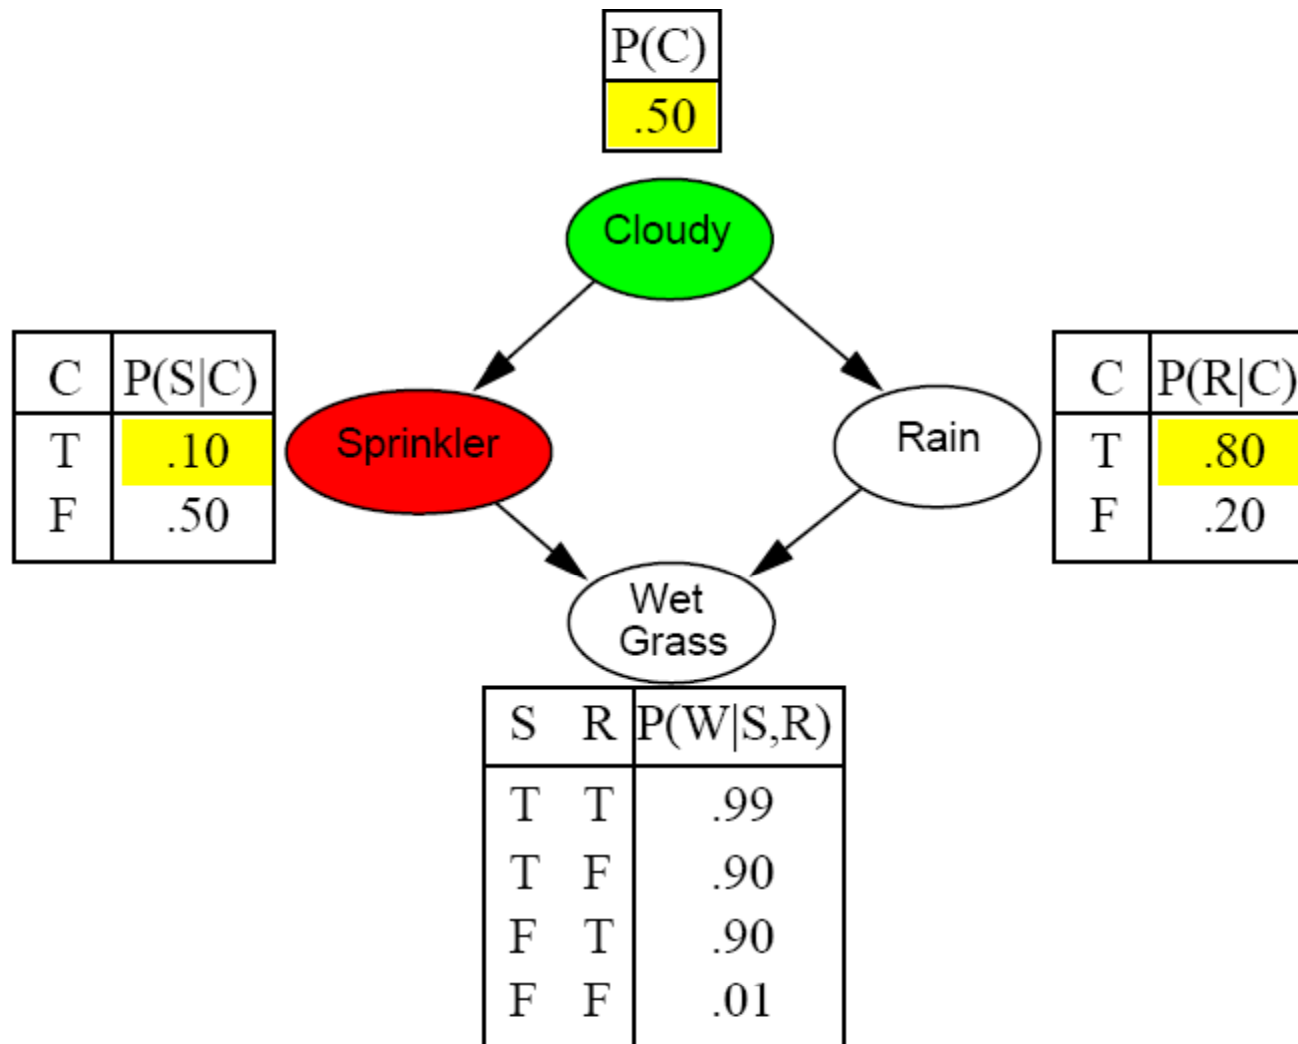 P(C)
.50
Cloudy
C P(S|C)
T .10
F .50
Sprinkler
Rain
C P(R|C)
T .80
F .20
Wet
Grass
S R P(W|S,R)
T T .99
T F .90
F T .90
F F .01